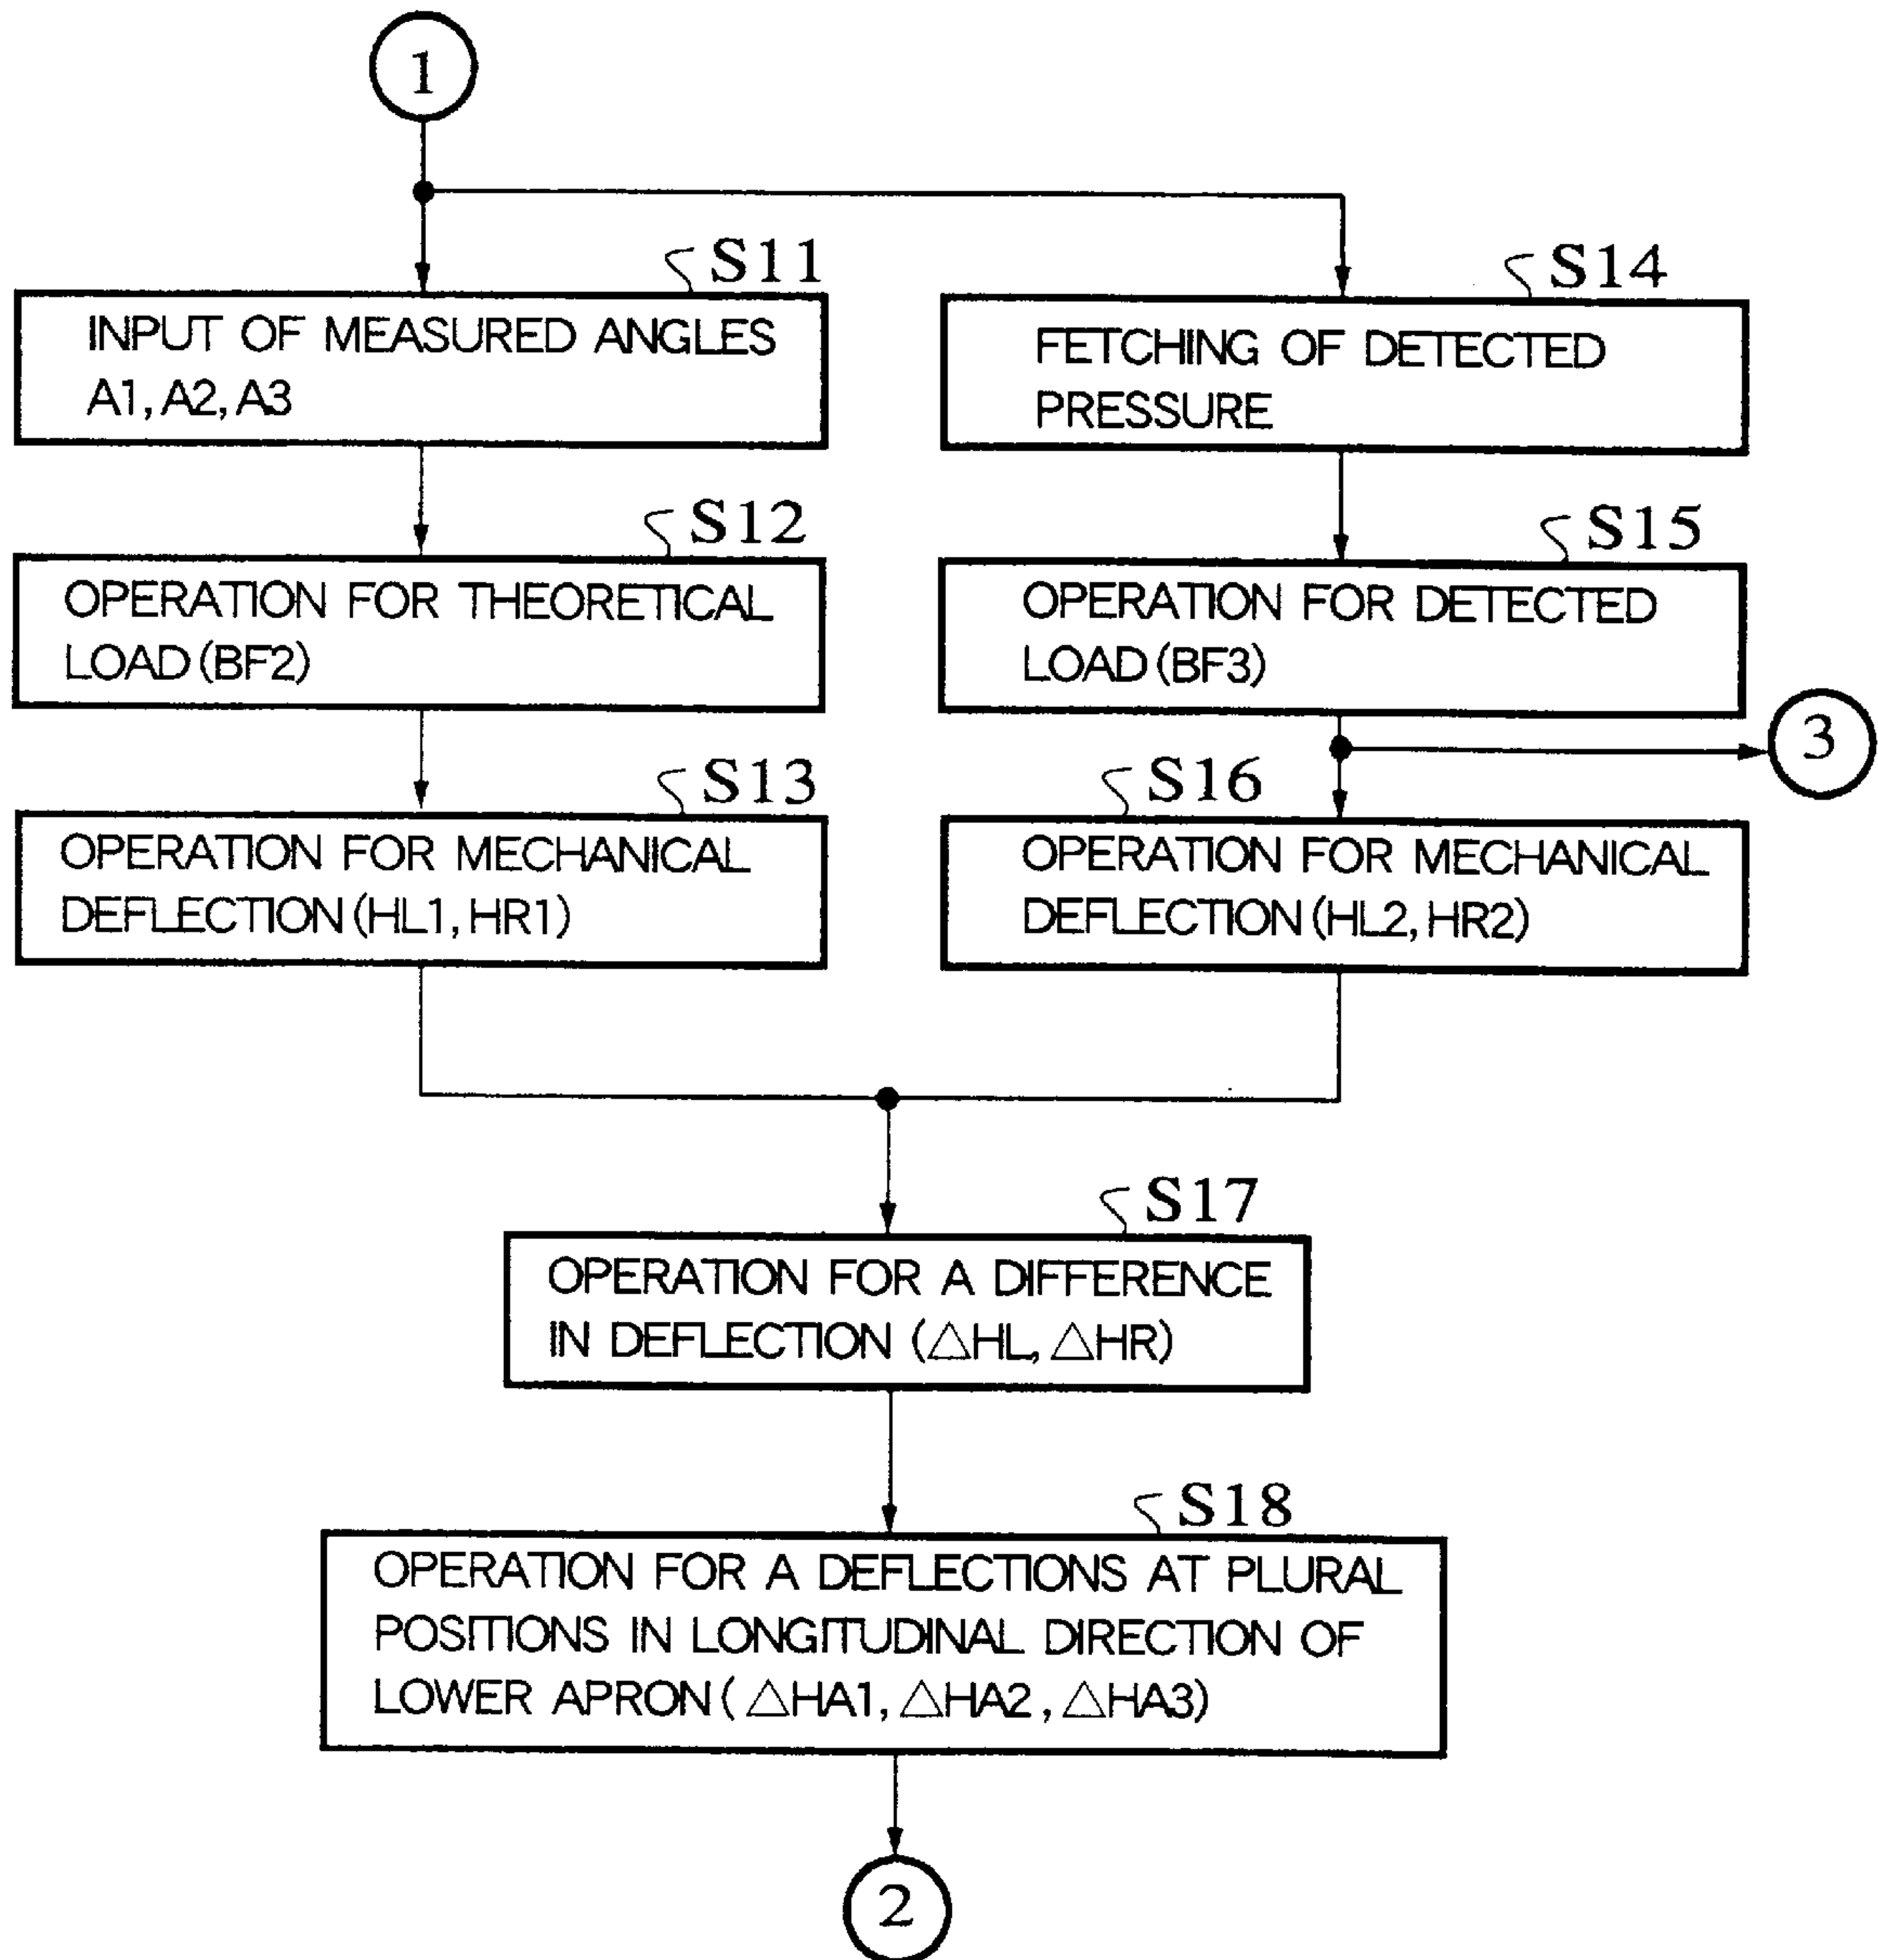 1
S11
INPUT OF MEASURED ANGLES
A1, A2, A3
S14
FETCHING OF DETECTED
PRESSURE
S12
OPERATION FOR THEORETICAL
LOAD (BF2)
S15
OPERATION FOR DETECTED
LOAD (BF3)
3
S13
OPERATION FOR MECHANICAL
DEFLECTION (HL1, HR1)
S16
OPERATION FOR MECHANICAL
DEFLECTION (HL2, HR2)
S17
OPERATION FOR A DIFFERENCE
IN DEFLECTION (△HL, △HR)
S18
OPERATION FOR A DEFLECTIONS AT PLURAL
POSITIONS IN LONGITUDINAL DIRECTION OF
LOWER APRON (△HA1, △HA2, △HA3)
2